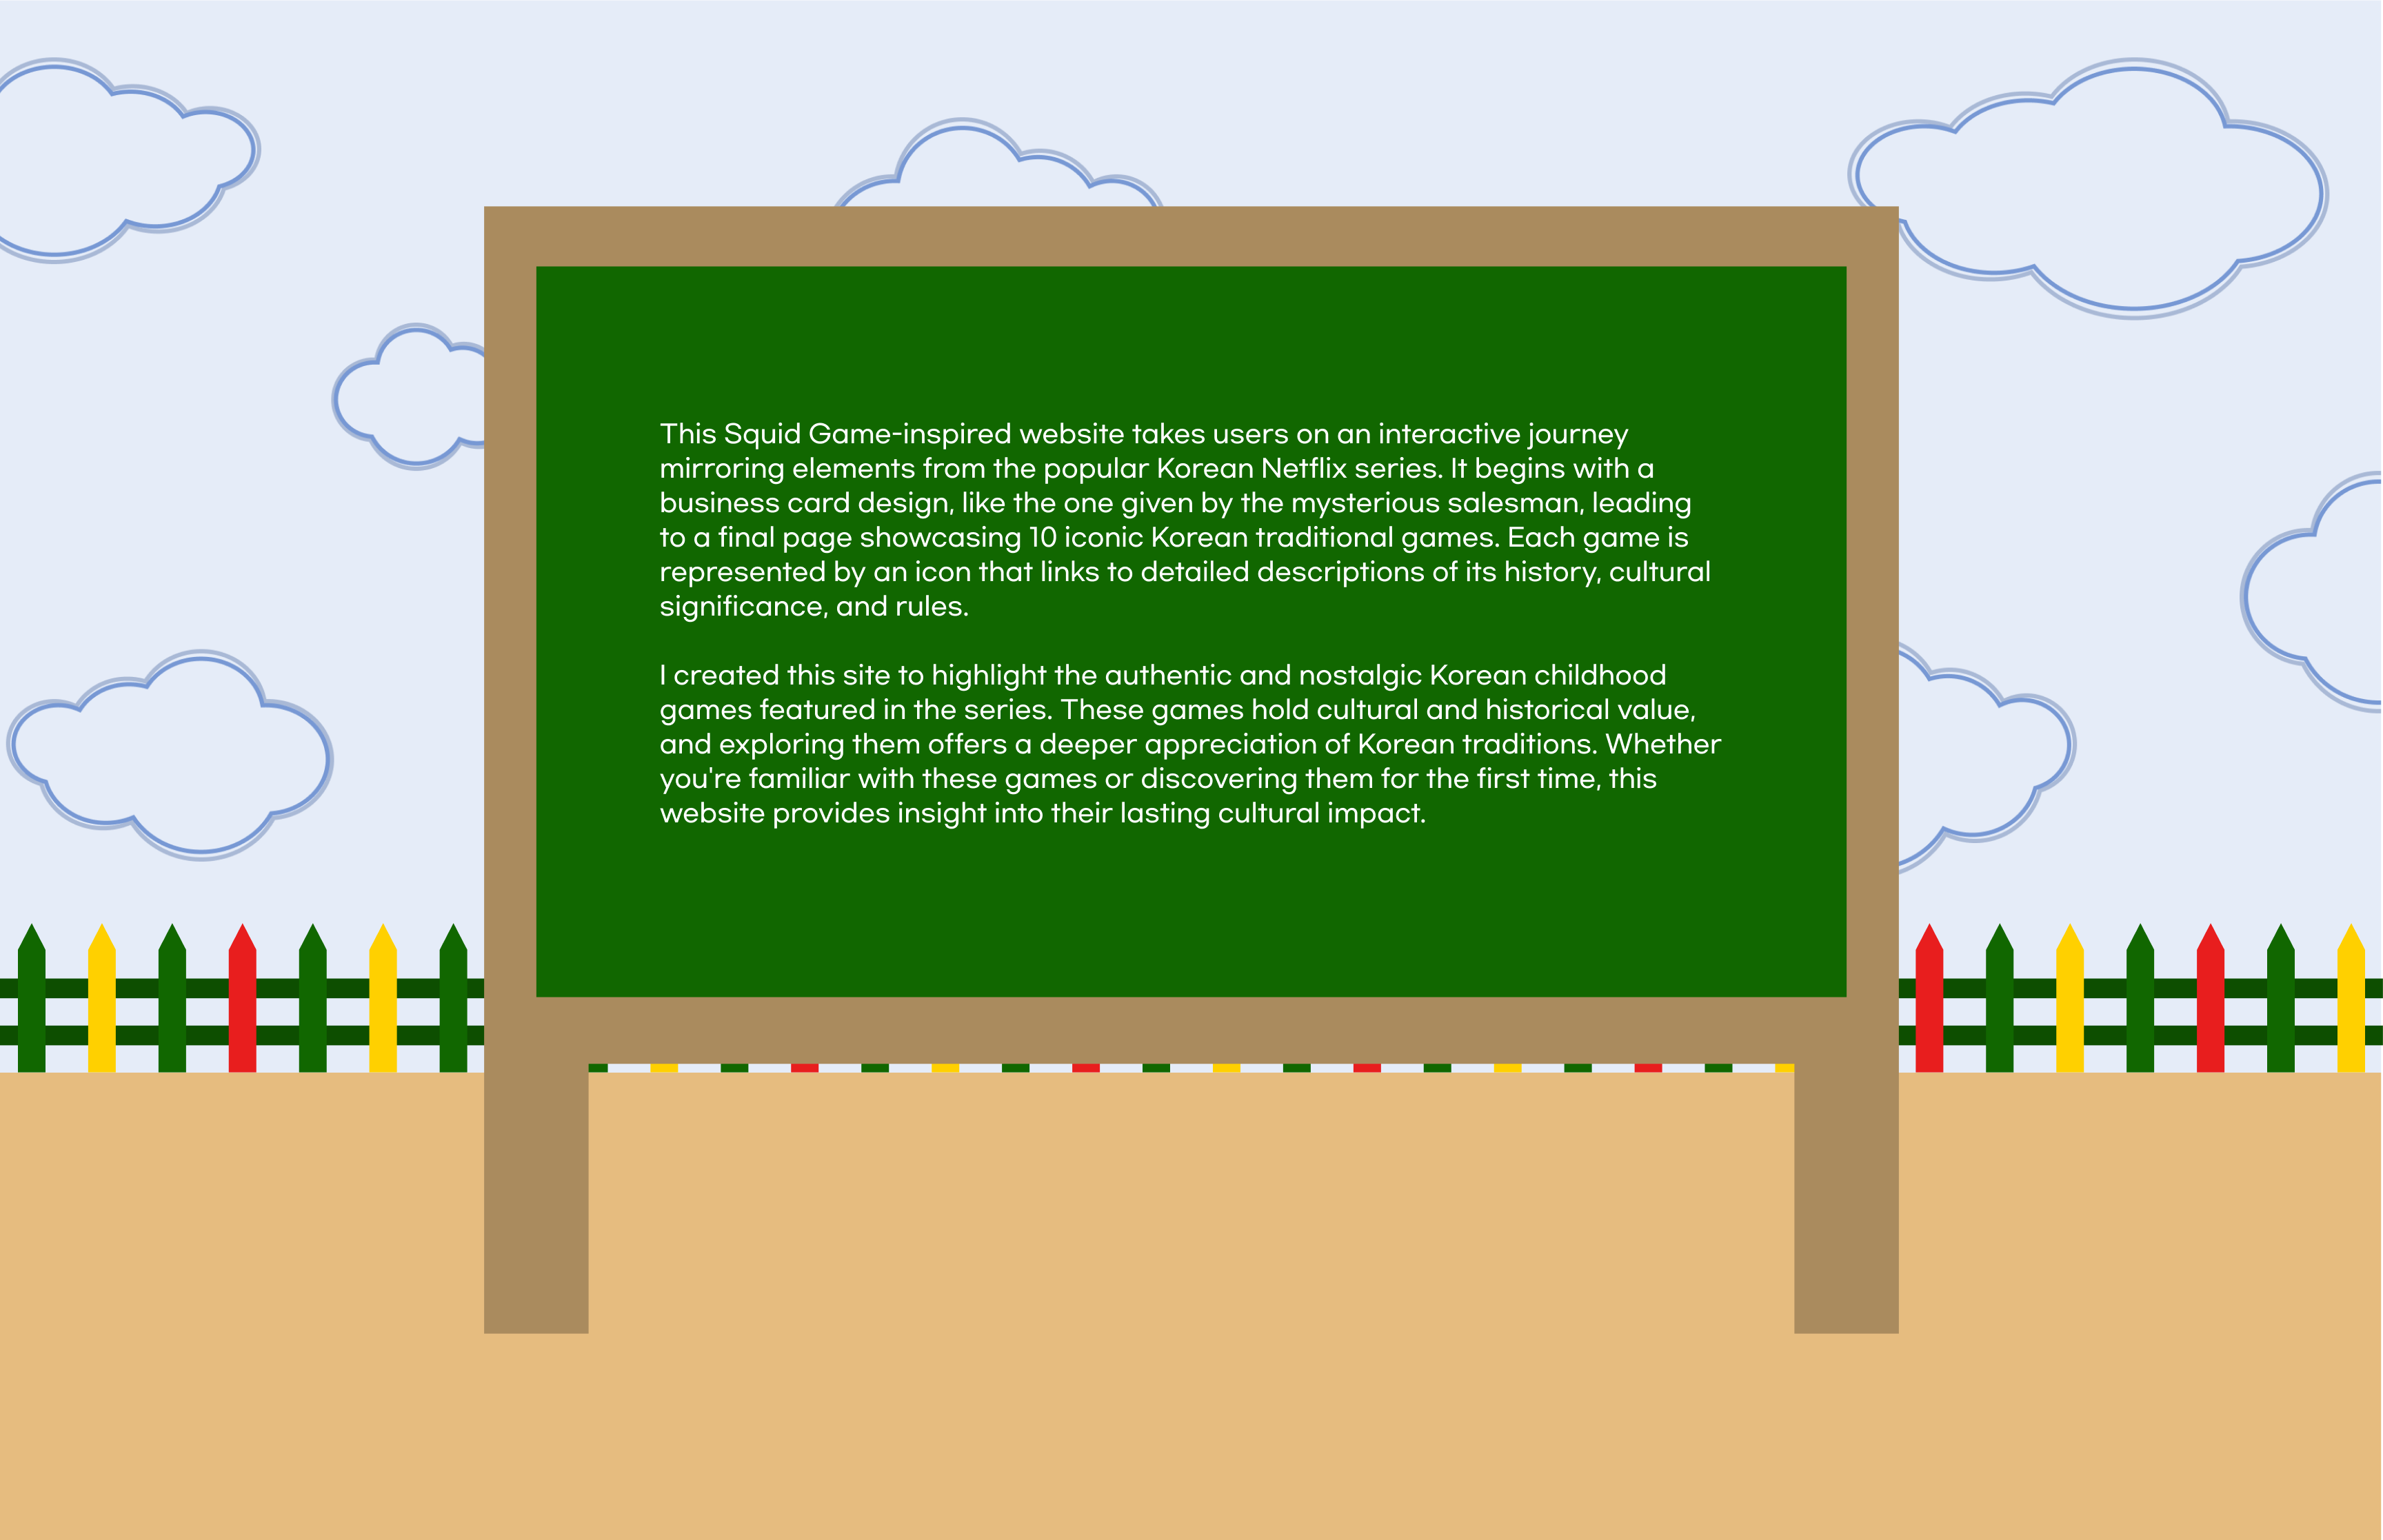 This Squid Game-inspired website takes users on an interactive journey
mirroring elements from the popular Korean Netflix series. It begins with a
business card design, like the one given by the mysterious salesman, leading
to a final page showcasing 10 iconic Korean traditional games. Each game is
represented by an icon that links to detailed descriptions of its history, cultural
significance, and rules.
I created this site to highlight the authentic and nostalgic Korean childhood
games featured in the series. These games hold cultural and historical value,
and exploring them offers a deeper appreciation of Korean traditions. Whether
you're familiar with these games or discovering them for the first time, this
website provides insight into their lasting cultural impact.